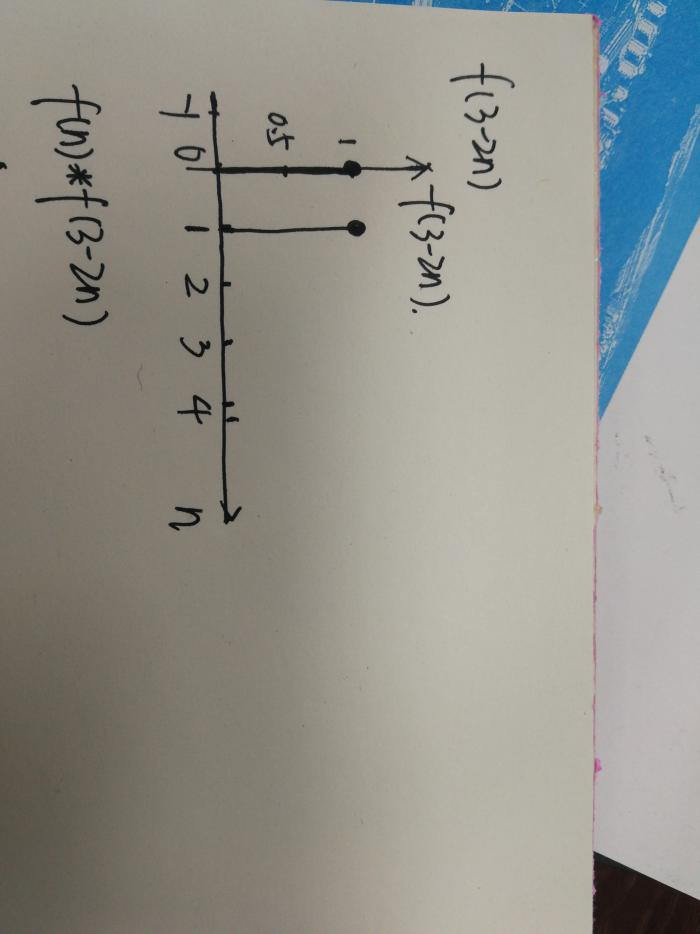 f(3-2n)
f(3-2n).
1
0.5
-1 0 1 2 3 4 n
f(n)*f(3-2n)